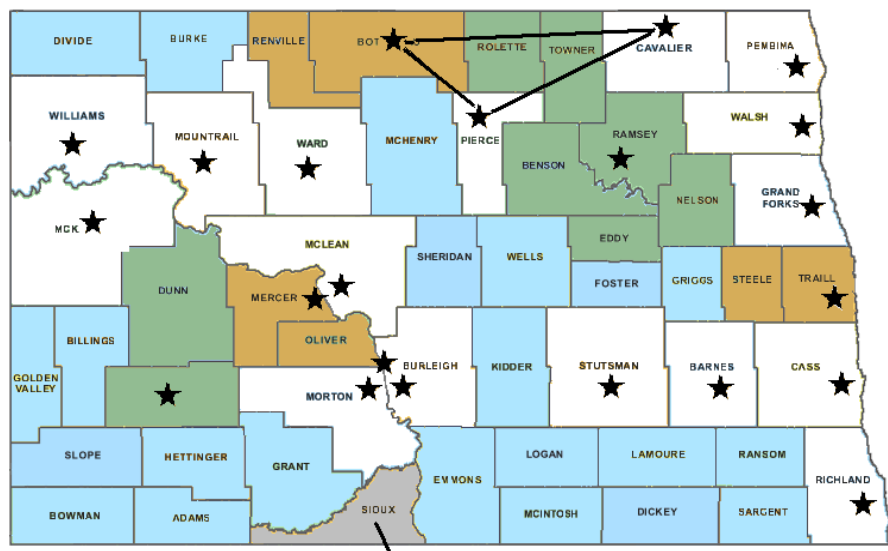 DIVIDE
BURKE
RENVILLE
BOT
ROLETTE
TOWNER
CAVALIER
PEMBINA
WILLIAMS
MOUNTRAIL
WARD
MCHENRY
PIERCE
BENSON
RAMSEY
WALSH
NELSON
GRAND
FORKS
MCK
DUNN
MCLEAN
MERCER
OLIVER
SHERIDAN
WELLS
EDDY
FOSTER
GRIGGS
STEELE
TRAILL
GOLDEN
VALLEY
BILLINGS
MORTON
BURLEIGH
KIDDER
STUTSMAN
BARNES
CASS
SLOPE
HETTINGER
GRANT
EMMONS
LOGAN
LAMOURE
RANSOM
RICHLAND
BOWMAN
ADAMS
SIOUX
MCINTOSH
DICKEY
SARGENT